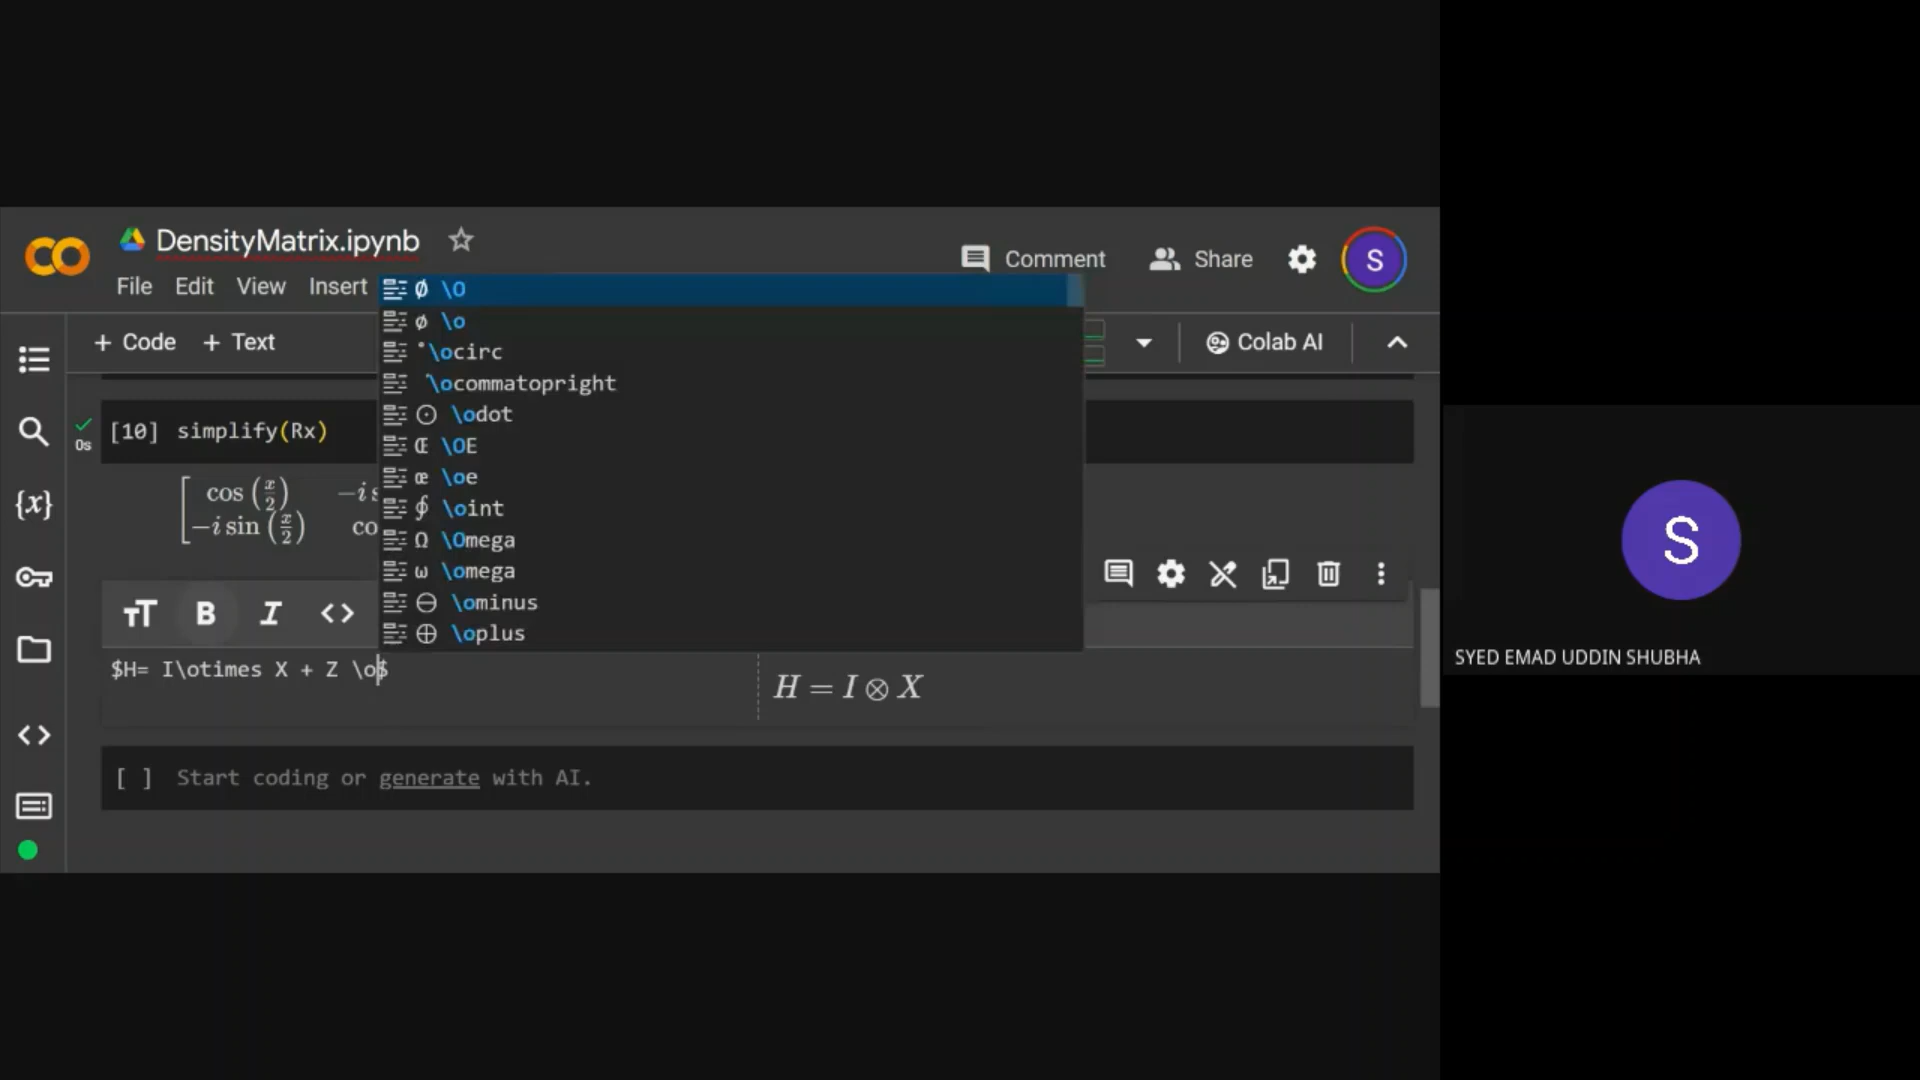 DensityMatrix.ipynb
Comment
Share
S
File Edit View Insert
+ Code + Text
Colab AI
ø \O
ø \o
° \ocirc
\ocommatopright
⊙ \odot
Œ \OE
œ \oe
∮ \oint
Ω \Omega
ω \omega
⊖ \ominus
⊕ \oplus
0s
[10] simplify(Rx)
cos (x/2) −i s
−i sin (x/2) co
{x}
TT B I <>
$H= I\otimes X + Z \o$
H = I ⊗ X
[ ] Start coding or generate with AI.
S
SYED EMAD UDDIN SHUBHA